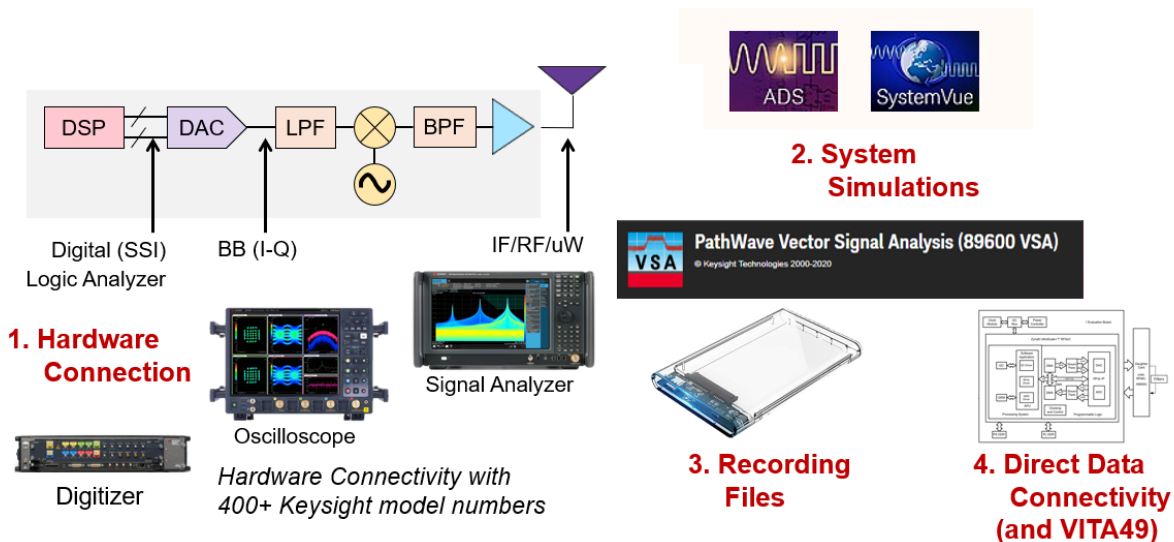 ADS
SystemVue
DSP
DAC
LPF
BPF
2. System
Simulations
Digital (SSI)
Logic Analyzer
BB (I-Q)
IF/RF/uW
VSA
PathWave Vector Signal Analysis (89600 VSA)
© Keysight Technologies 2000-2020
1. Hardware
Connection
Signal Analyzer
Oscilloscope
Digitizer
Hardware Connectivity with
400+ Keysight model numbers
3. Recording
Files
4. Direct Data
Connectivity
(and VITA49)